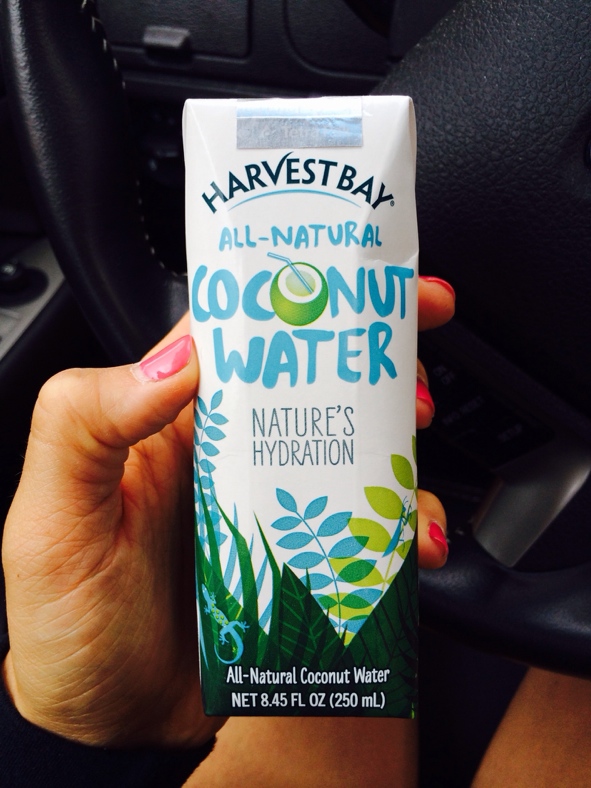 Tetra
HARVEST BAY®
ALL-NATURAL
COCONUT
WATER
NATURE'S
HYDRATION
All-Natural Coconut Water
NET 8.45 FL OZ (250 mL)